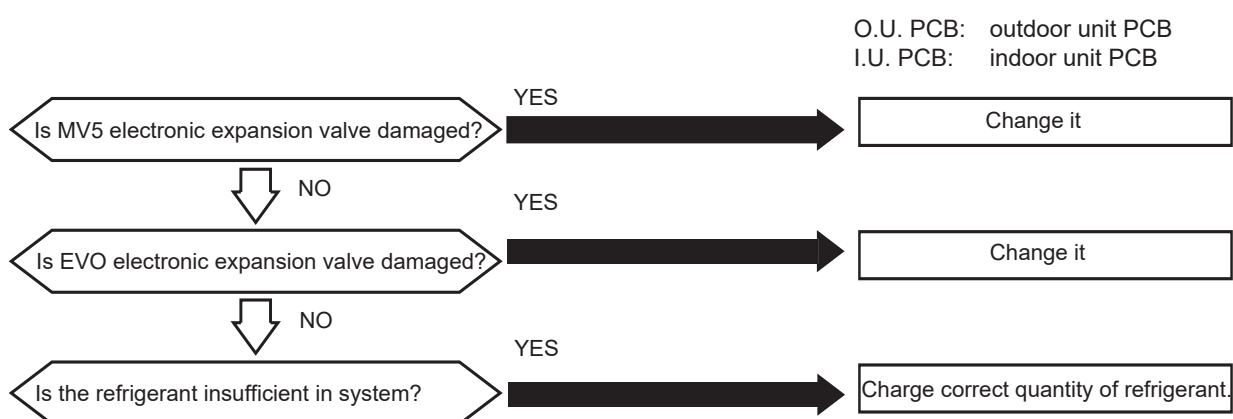 O.U. PCB: outdoor unit PCB
I.U. PCB: indoor unit PCB
YES
Is MV5 electronic expansion valve damaged?
Change it
NO
YES
Is EVO electronic expansion valve damaged?
Change it
NO
YES
Is the refrigerant insufficient in system?
Charge correct quantity of refrigerant.